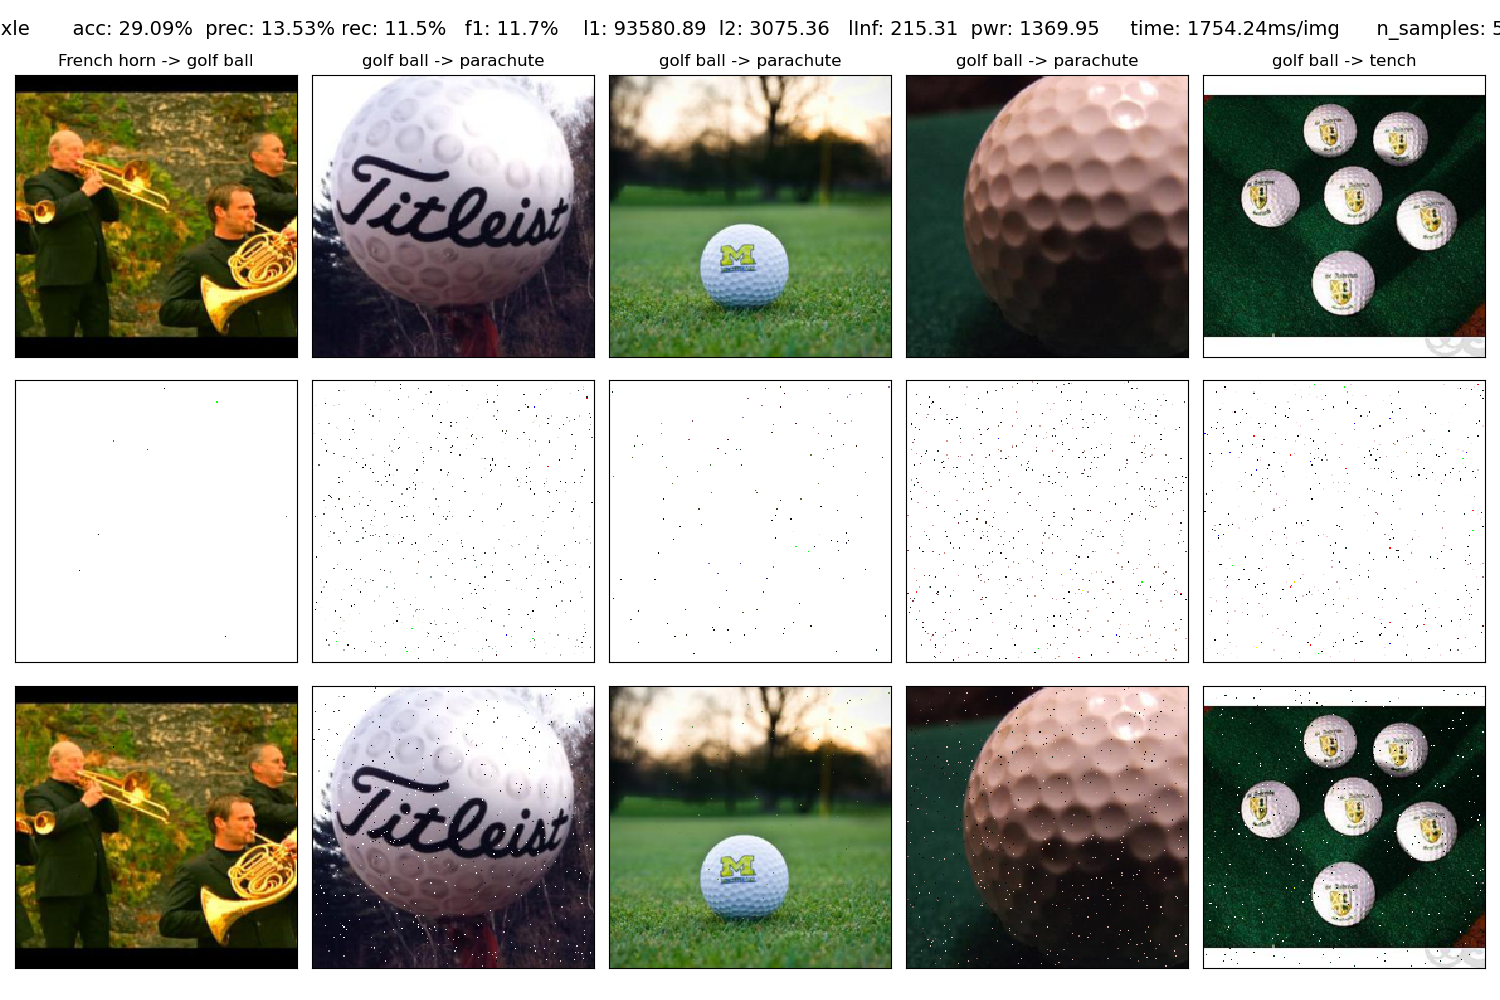 xle acc: 29.09% prec: 13.53% rec: 11.5% f1: 11.7% l1: 93580.89 l2: 3075.36 lInf: 215.31 pwr: 1369.95 time: 1754.24ms/img n_samples: 5
French horn -> golf ball
golf ball -> parachute
golf ball -> parachute
golf ball -> parachute
golf ball -> tench
Titleist
M
Titleist
M